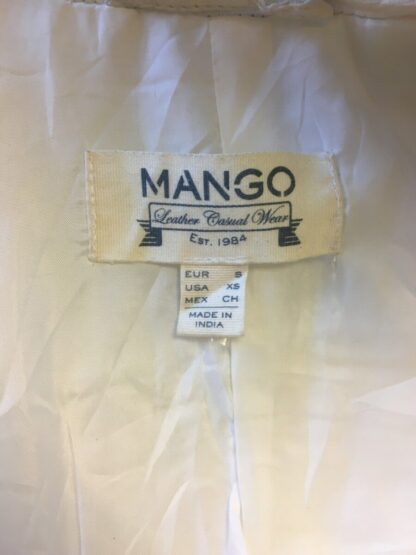 MANGO
Leather Casual Wear
EST. 1984
EUR S
USA XS
MEX CH
MADE IN
INDIA